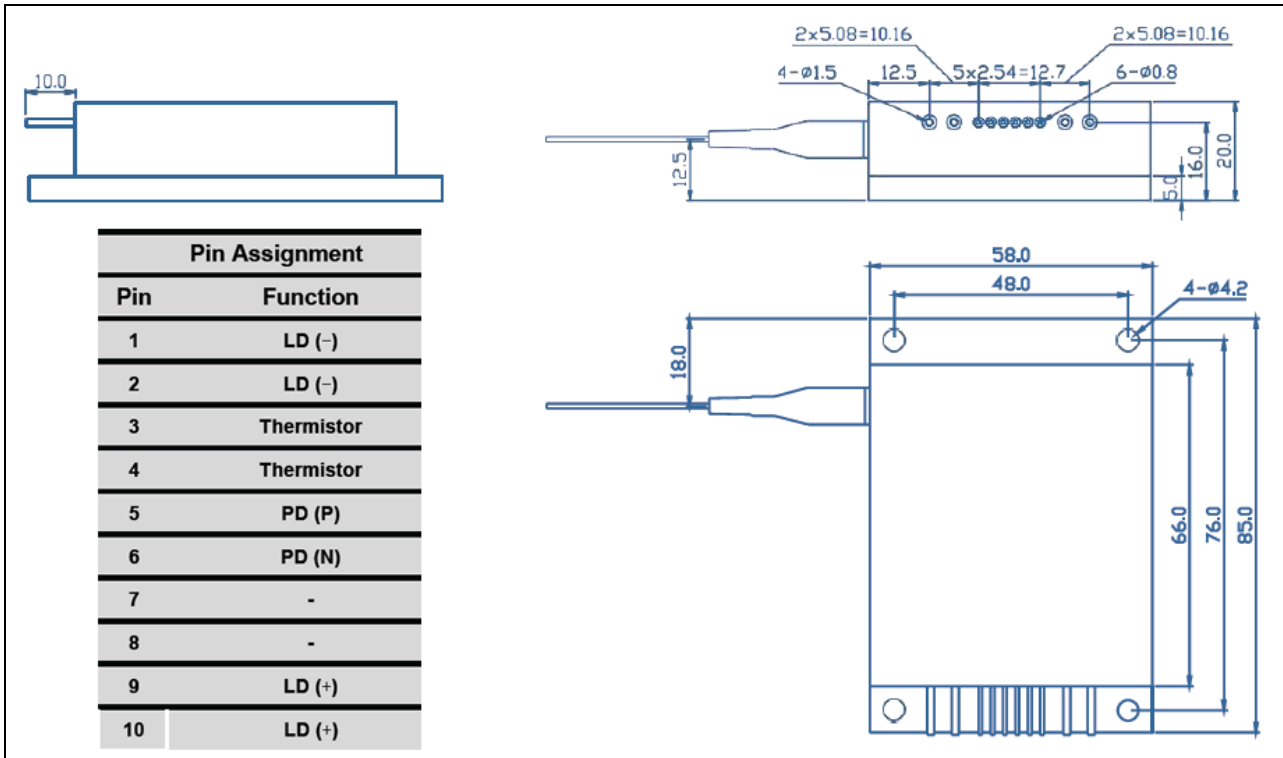 10.0
2×5.08=10.16
2×5.08=10.16
4-ø1.5
12.5
5×2.54=12.7
6-ø0.8
12.5
5.0
16.0
20.0
Pin Assignment
Pin Function
1 LD (−)
2 LD (−)
3 Thermistor
4 Thermistor
5 PD (P)
6 PD (N)
7 -
8 -
9 LD (+)
10 LD (+)
58.0
48.0
4-ø4.2
18.0
66.0
76.0
85.0